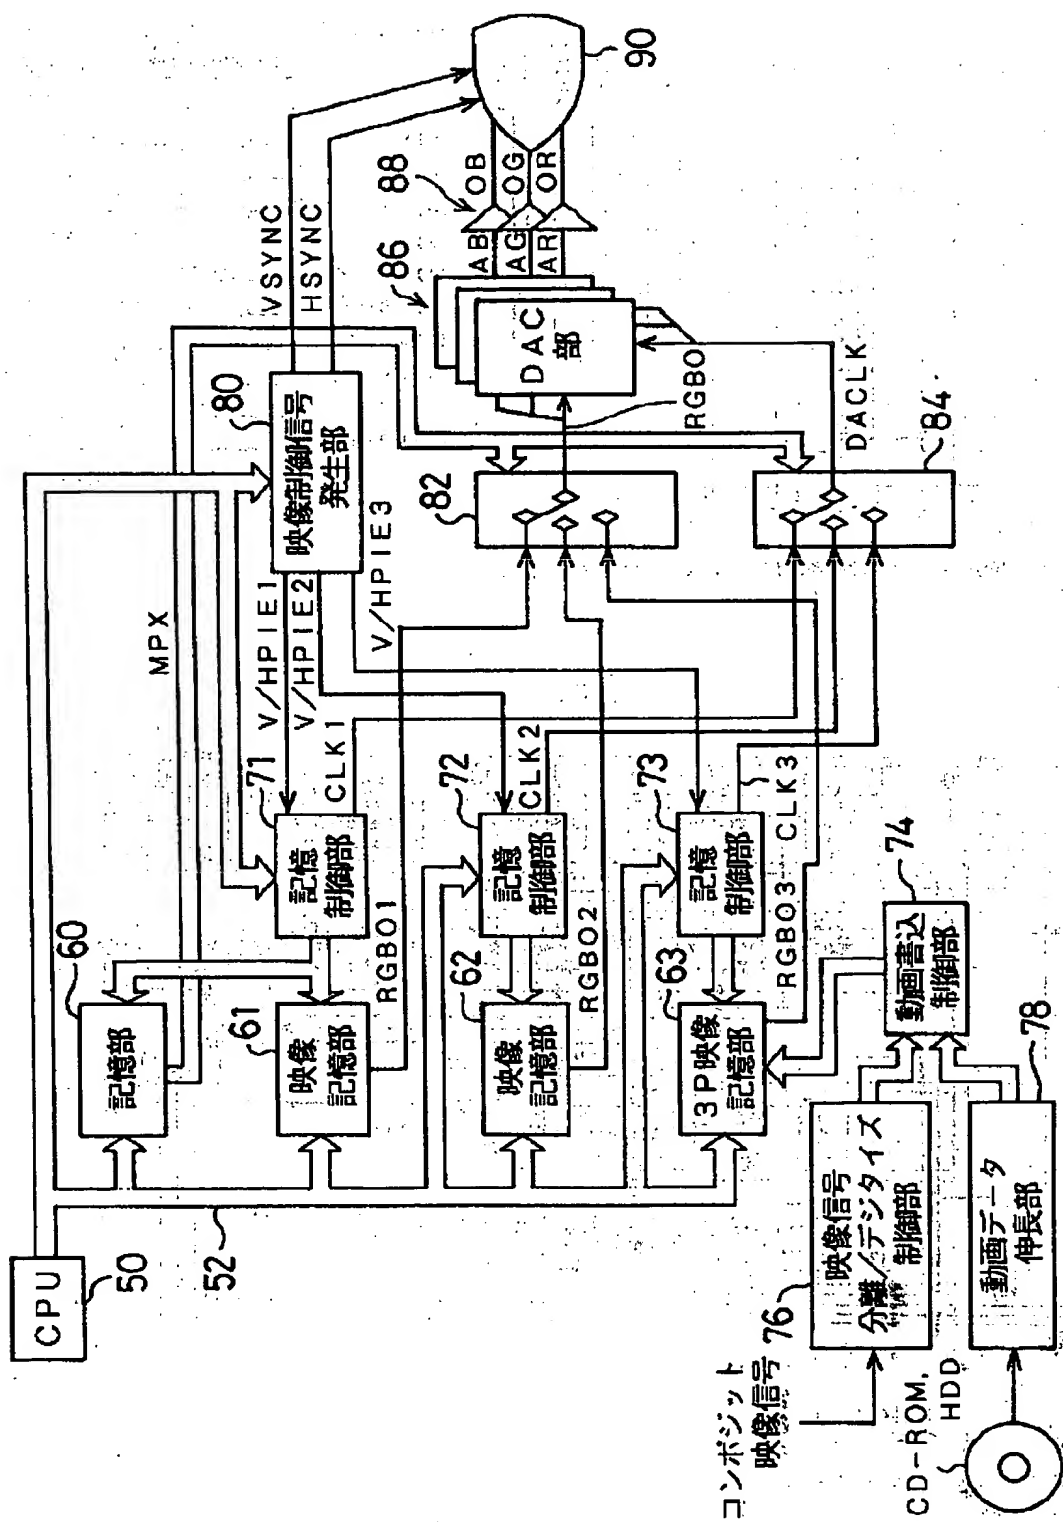 CPU
50
52
60
記憶部
61
映像
記憶部
62
映像
記憶部
63
3P映像
記憶部
71
記憶
制御部
72
記憶
制御部
73
記憶
制御部
74
動画書込
制御部
76
映像信号
分離/デジタイズ
制御部
78
動画データ
伸長部
コンポジット
映像信号
CD-ROM,
HDD
MPX
V/HPIE1
V/HPIE2
V/HPIE3
CLK1
CLK2
CLK3
RGBO1
RGBO2
RGBO3
80
映像制御信号
発生部
VSYNC
HSYNC
82
84
DACLK
RGBO
86
DAC
部
AB
AG
AR
88
OB
OG
OR
90